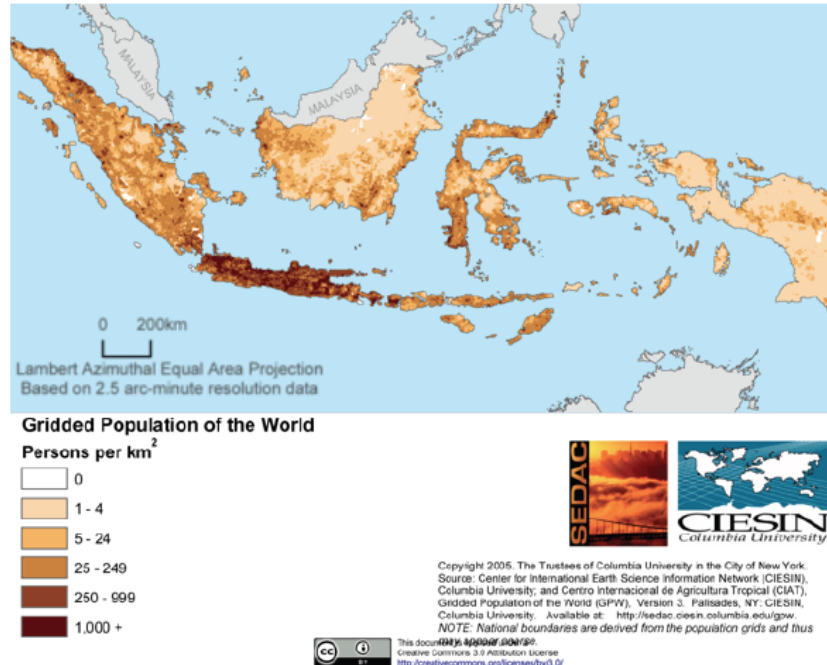 MALAYSIA
MALAYSIA
0 200km
Lambert Azimuthal Equal Area Projection
Based on 2.5 arc-minute resolution data
Gridded Population of the World
Persons per km2
0
1 - 4
5 - 24
25 - 249
250 - 999
1,000 +
SEDAC
CIESIN
Columbia University
Copyright 2005. The Trustees of Columbia University in the City of New York.
Source: Center for International Earth Science Information Network (CIESIN),
Columbia University; and Centro Internacional de Agricultura Tropical (CIAT),
Gridded Population of the World (GPW), Version 3. Palisades, NY: CIESIN,
Columbia University. Available at: http://sedac.ciesin.columbia.edu/gpw.
NOTE: National boundaries are derived from the population grids and thus
may appear coarse.
cc BY
This document is under a
Creative Commons 3.0 Attribution License
http://creativecommons.org/licenses/by/3.0/